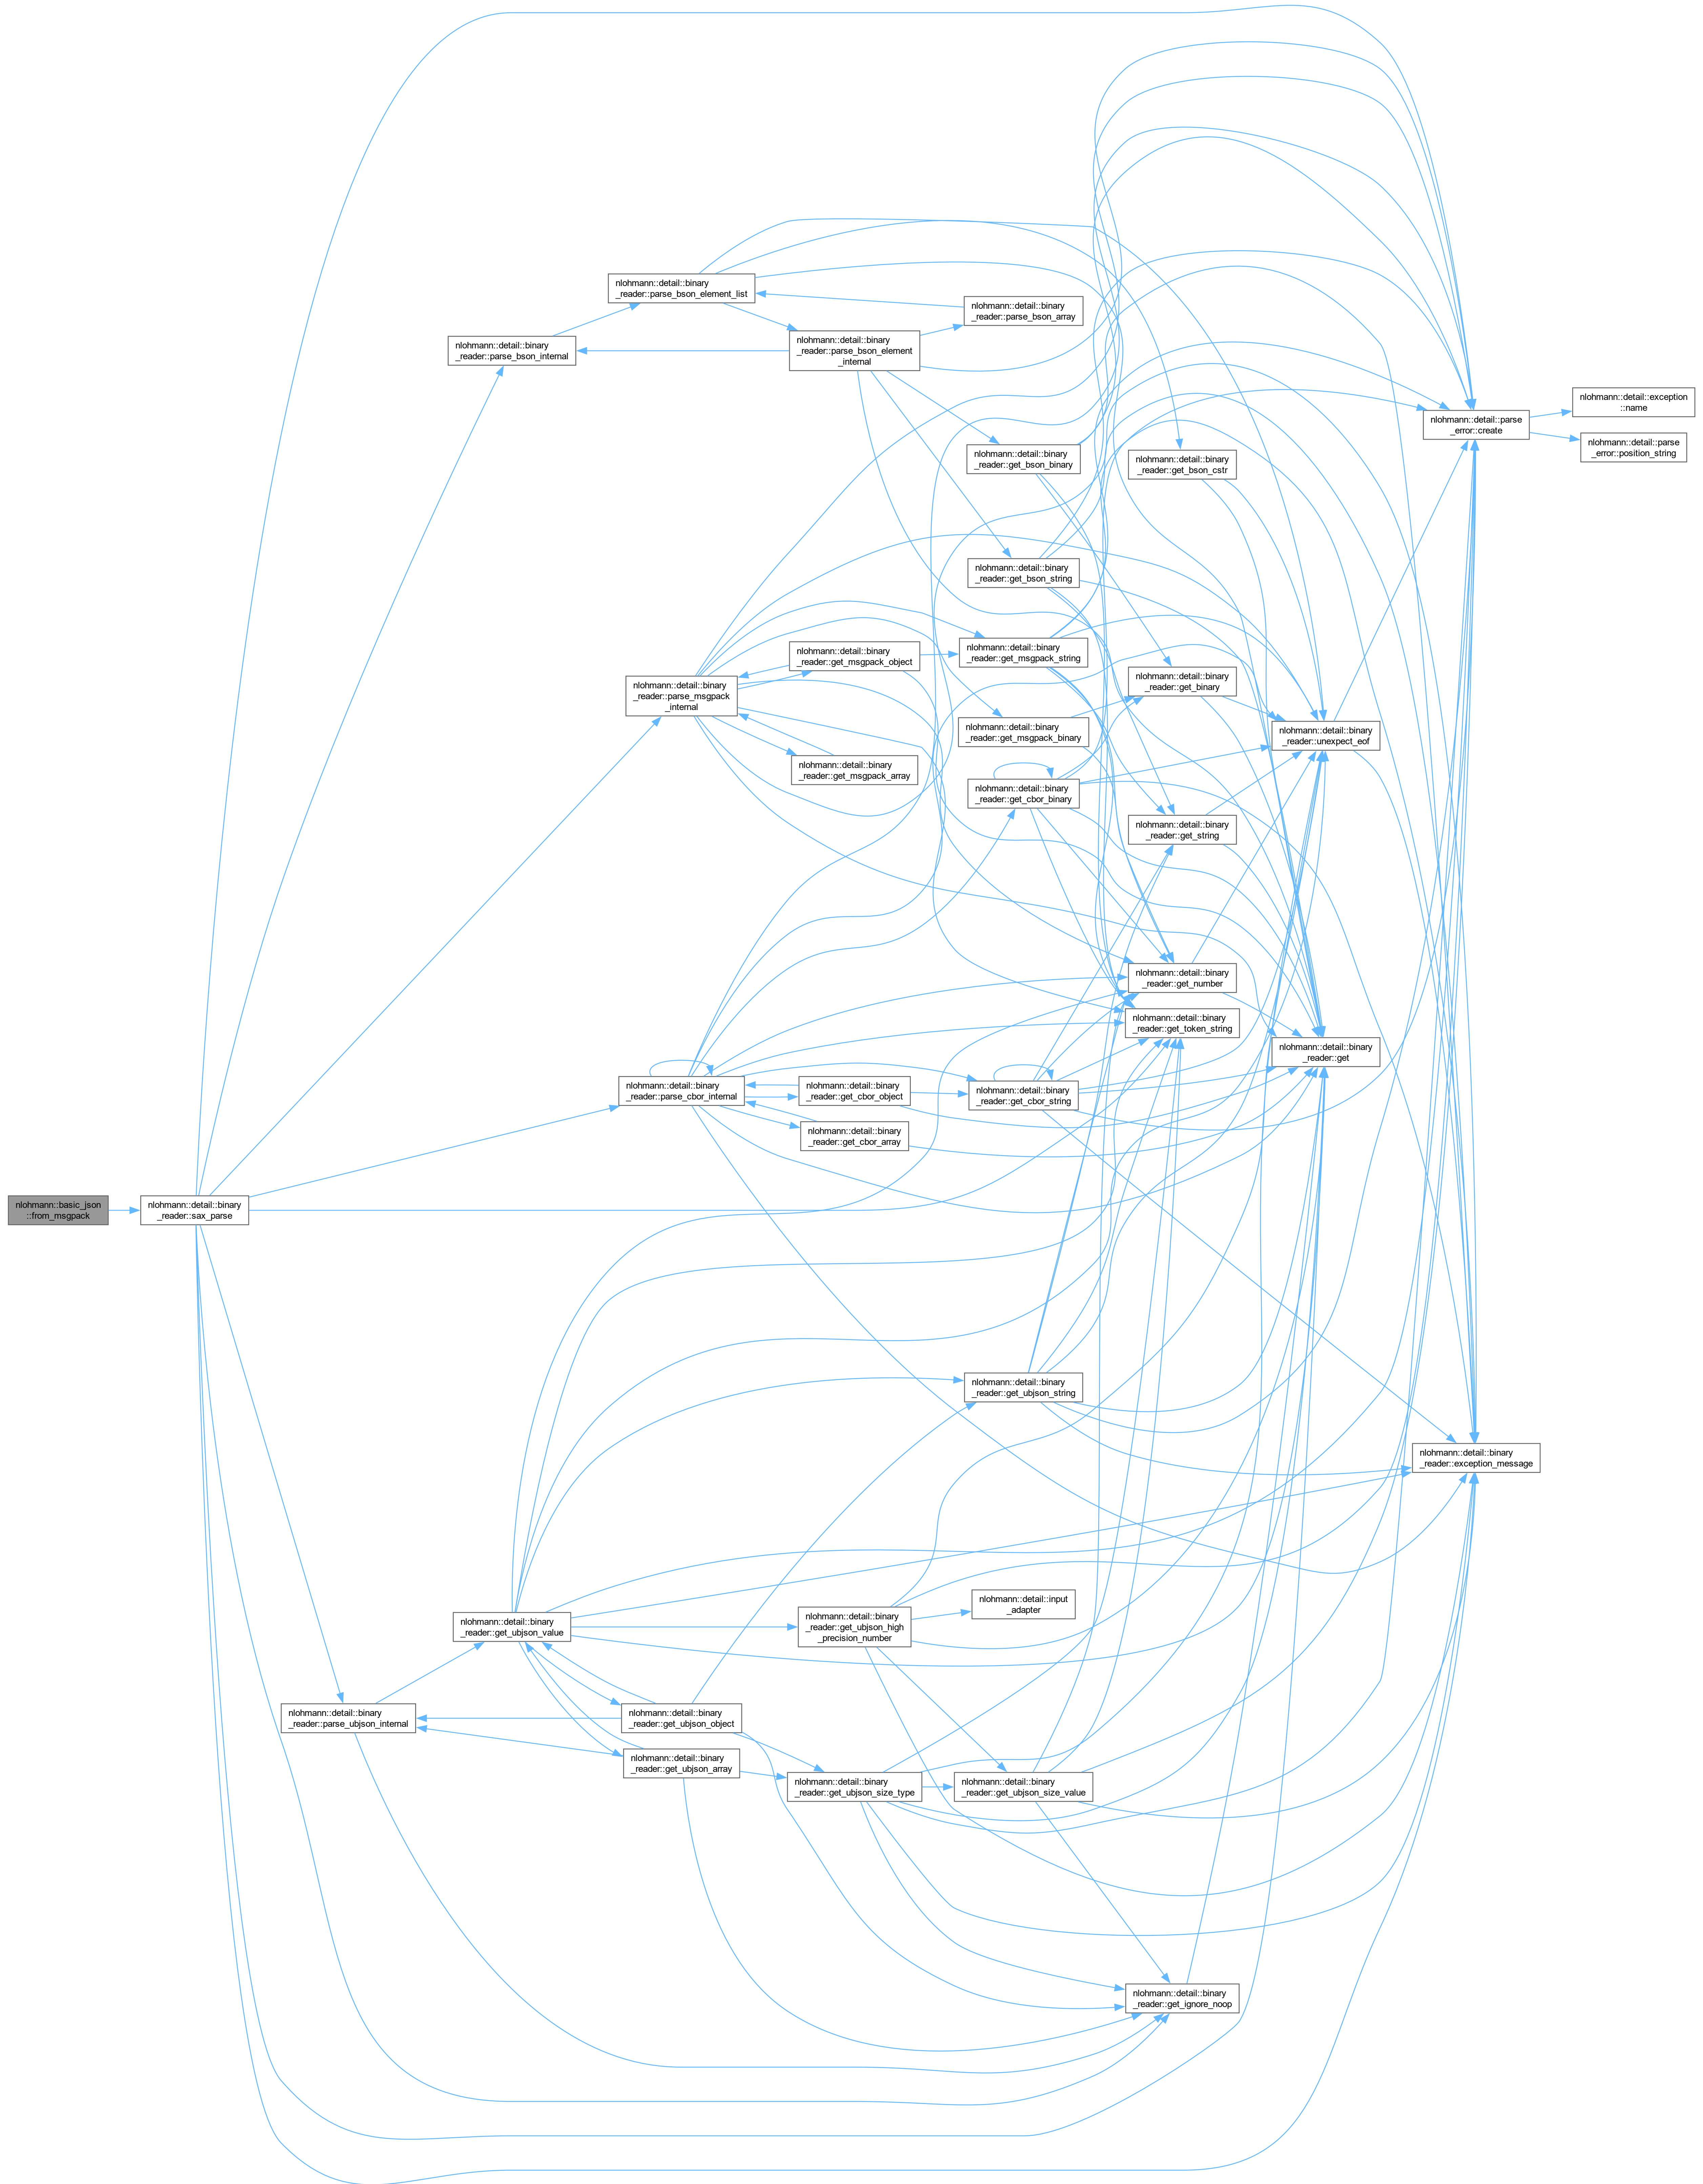 nlohmann::detail::binary
_reader::parse_bson_element_list
nlohmann::detail::binary
_reader::parse_bson_array
nlohmann::detail::binary
_reader::parse_bson_internal
nlohmann::detail::binary
_reader::parse_bson_element
_internal
nlohmann::detail::exception
::name
nlohmann::detail::parse
_error::create
nlohmann::detail::parse
_error::position_string
nlohmann::detail::binary
_reader::get_bson_binary
nlohmann::detail::binary
_reader::get_bson_cstr
nlohmann::detail::binary
_reader::get_bson_string
nlohmann::detail::binary
_reader::get_msgpack_object
nlohmann::detail::binary
_reader::get_msgpack_string
nlohmann::detail::binary
_reader::parse_msgpack
_internal
nlohmann::detail::binary
_reader::get_binary
nlohmann::detail::binary
_reader::get_msgpack_binary
nlohmann::detail::binary
_reader::unexpect_eof
nlohmann::detail::binary
_reader::get_msgpack_array
nlohmann::detail::binary
_reader::get_cbor_binary
nlohmann::detail::binary
_reader::get_string
nlohmann::detail::binary
_reader::get_number
nlohmann::detail::binary
_reader::get_token_string
nlohmann::detail::binary
_reader::get
nlohmann::detail::binary
_reader::parse_cbor_internal
nlohmann::detail::binary
_reader::get_cbor_object
nlohmann::detail::binary
_reader::get_cbor_string
nlohmann::detail::binary
_reader::get_cbor_array
nlohmann::basic_json
::from_msgpack
nlohmann::detail::binary
_reader::sax_parse
nlohmann::detail::binary
_reader::get_ubjson_string
nlohmann::detail::binary
_reader::exception_message
nlohmann::detail::input
_adapter
nlohmann::detail::binary
_reader::get_ubjson_value
nlohmann::detail::binary
_reader::get_ubjson_high
_precision_number
nlohmann::detail::binary
_reader::parse_ubjson_internal
nlohmann::detail::binary
_reader::get_ubjson_object
nlohmann::detail::binary
_reader::get_ubjson_array
nlohmann::detail::binary
_reader::get_ubjson_size_type
nlohmann::detail::binary
_reader::get_ubjson_size_value
nlohmann::detail::binary
_reader::get_ignore_noop